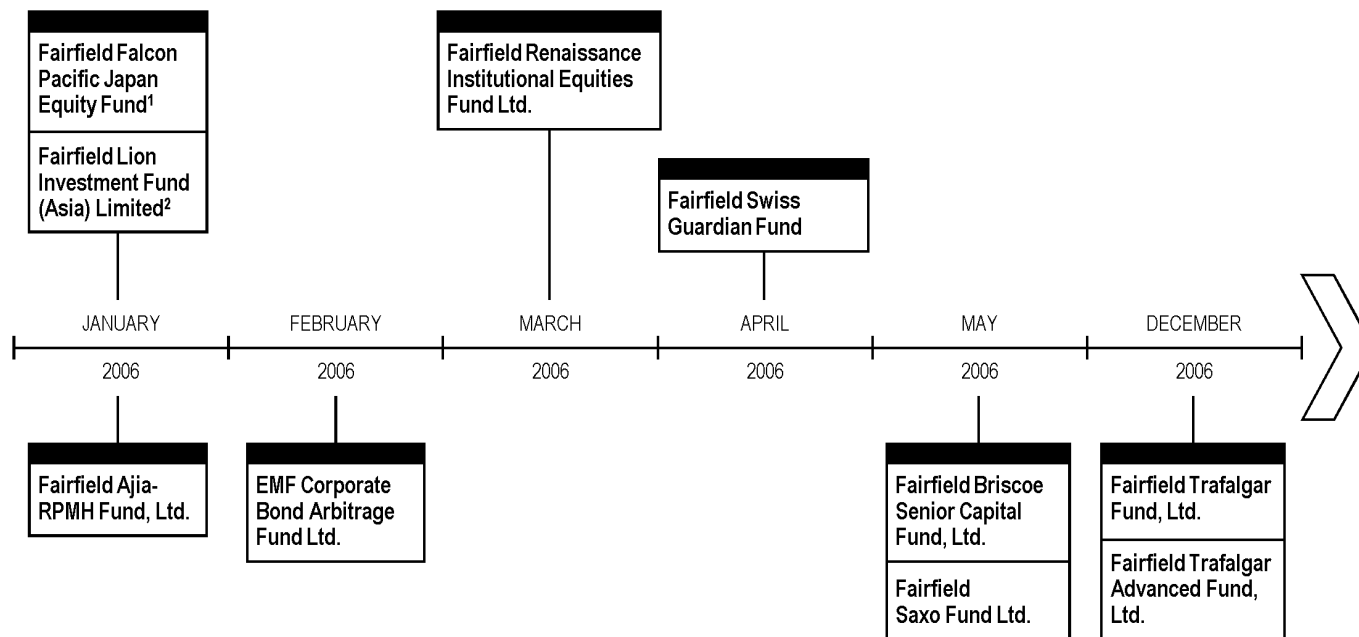 Fairfield Falcon
Pacific Japan
Equity Fund¹
Fairfield Lion
Investment Fund
(Asia) Limited²
Fairfield Renaissance
Institutional Equities
Fund Ltd.
Fairfield Swiss
Guardian Fund
JANUARY
FEBRUARY
MARCH
APRIL
MAY
DECEMBER
2006
2006
2006
2006
2006
2006
Fairfield Ajia-
RPMH Fund, Ltd.
EMF Corporate
Bond Arbitrage
Fund Ltd.
Fairfield Briscoe
Senior Capital
Fund, Ltd.
Fairfield
Saxo Fund Ltd.
Fairfield Trafalgar
Fund, Ltd.
Fairfield Trafalgar
Advanced Fund,
Ltd.